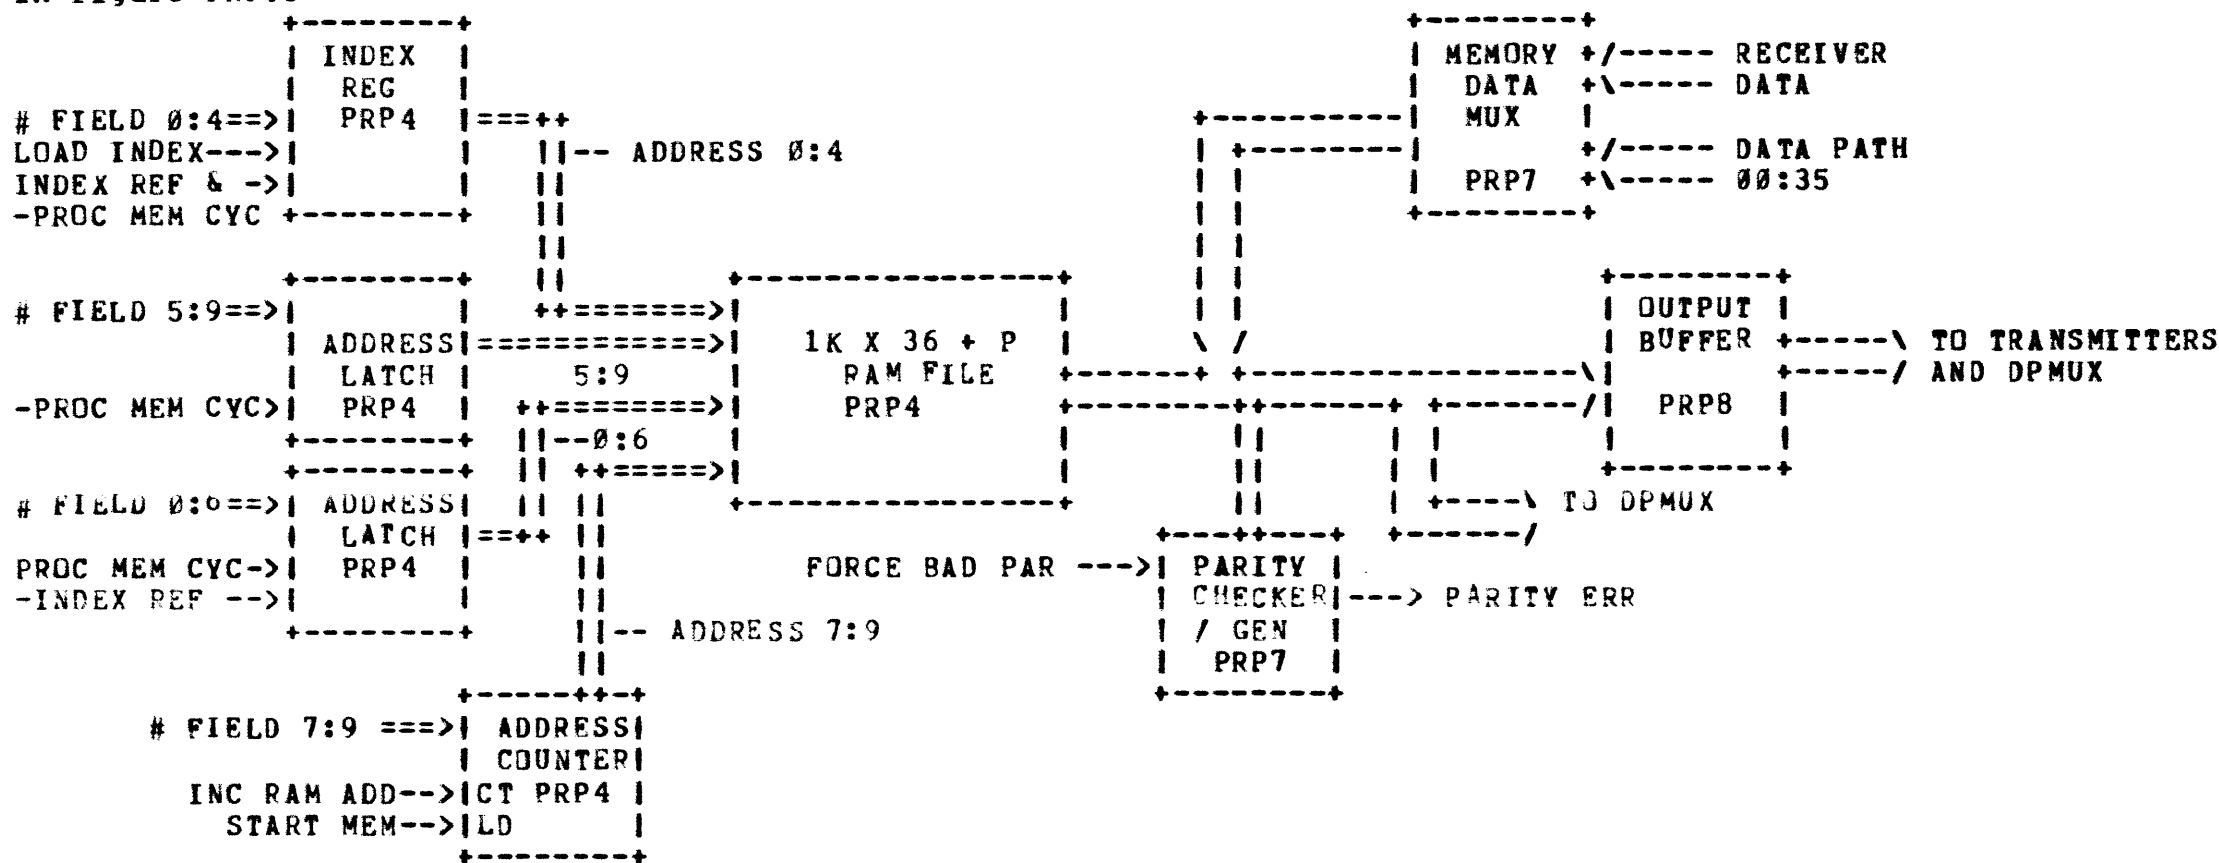 INDEX
REG
PRP4
# FIELD 0:4==>
LOAD INDEX--->
INDEX REF & ->
-PROC MEM CYC
-- ADDRESS 0:4
MEMORY
DATA
MUX
PRP7
RECEIVER
DATA
DATA PATH
00:35
# FIELD 5:9==>
ADDRESS
LATCH
PRP4
-PROC MEM CYC>
5:9
--0:6
1K X 36 + P
RAM FILE
PRP4
OUTPUT
BUFFER
PRP8
TO TRANSMITTERS
AND DPMUX
# FIELD 0:6==>
ADDRESS
LATCH
PRP4
PROC MEM CYC->
-INDEX REF -->
-- ADDRESS 7:9
TO DPMUX
FORCE BAD PAR --->
PARITY
CHECKER
/ GEN
PRP7
---> PARITY ERR
# FIELD 7:9 ===>
ADDRESS
COUNTER
INC RAM ADD-->
CT PRP4
START MEM-->
LD